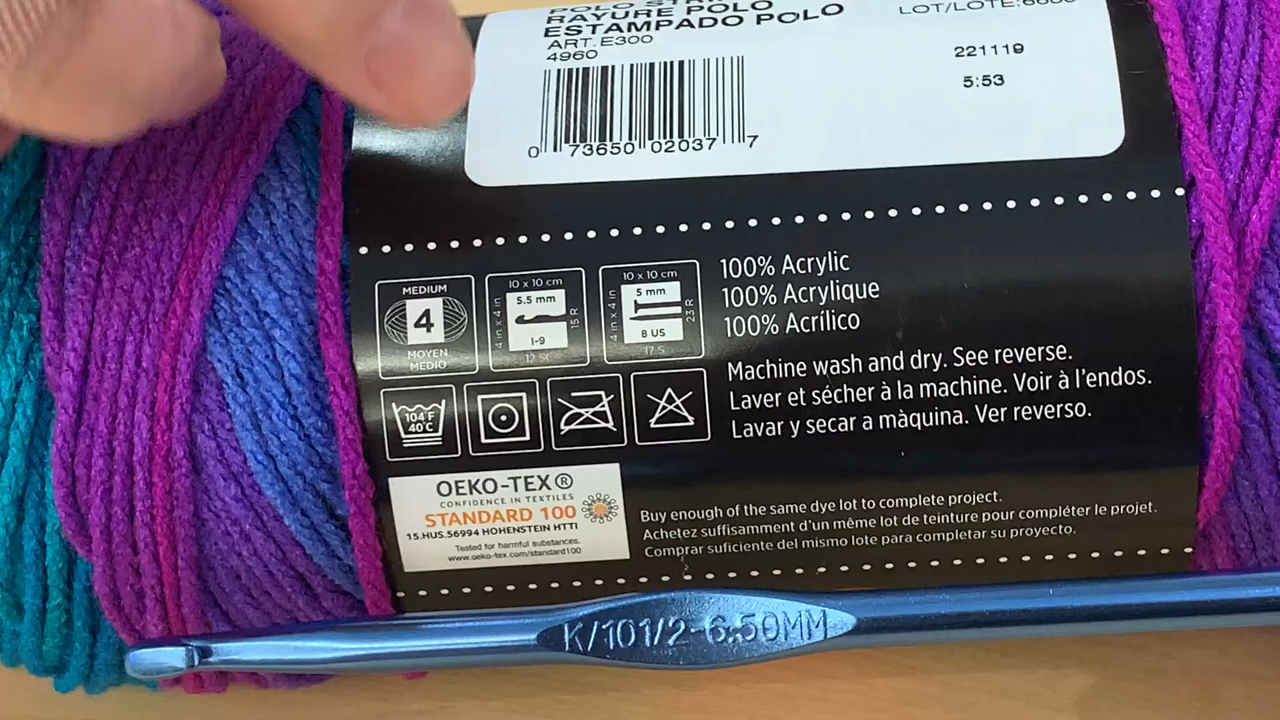 RAYURE POLO
ESTAMPADO POLO
ART. E300
4960
0 73650 02037 7
LOT/LOTE:
221119
5:53
MEDIUM
4
MOYEN
MEDIO
10 x 10 cm
4 in x 4 in
5.5 mm
I-9
15 R
12 SC
10 x 10 cm
4 in x 4 in
5 mm
8 US
23 R
17 S
100% Acrylic
100% Acrylique
100% Acrílico
Machine wash and dry. See reverse.
Laver et sécher à la machine. Voir à l'endos.
Lavar y secar a màquina. Ver reverso.
104 F
40 C
OEKO-TEX®
CONFIDENCE IN TEXTILES
STANDARD 100
15.HUS.56994 HOHENSTEIN HTTI
Tested for harmful substances.
www.oeko-tex.com/standard100
Buy enough of the same dye lot to complete project.
Achetez suffisamment d'un même lot de teinture pour compléter le projet.
Comprar suficiente del mismo lote para completar su proyecto.
K/101/2-6.50MM